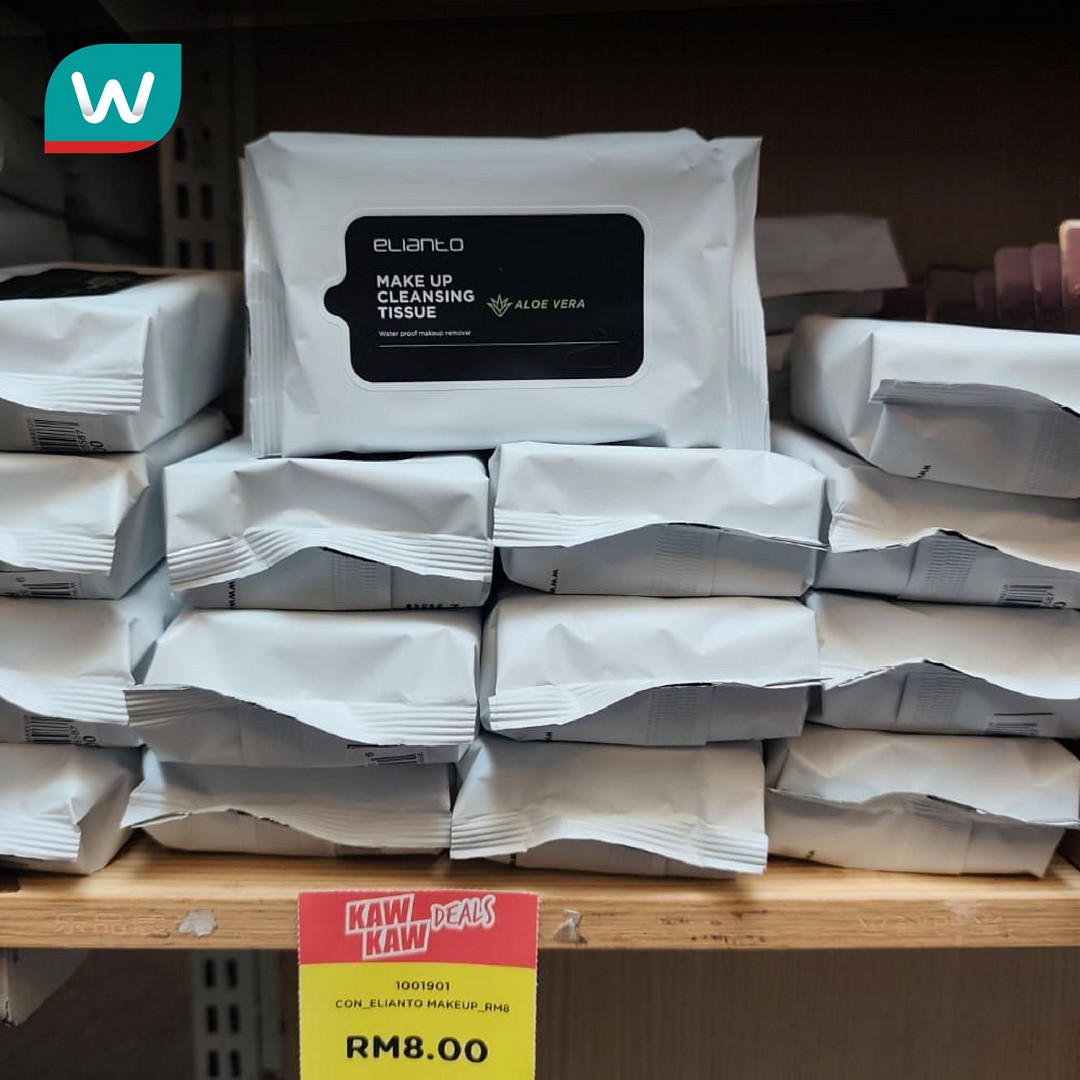 W
elianto
MAKE UP
CLEANSING
TISSUE
ALOE VERA
Water proof makeup remover
KAW
KAW
DEALS
1001901
CON_ELIANTO MAKEUP_RM8
RM8.00